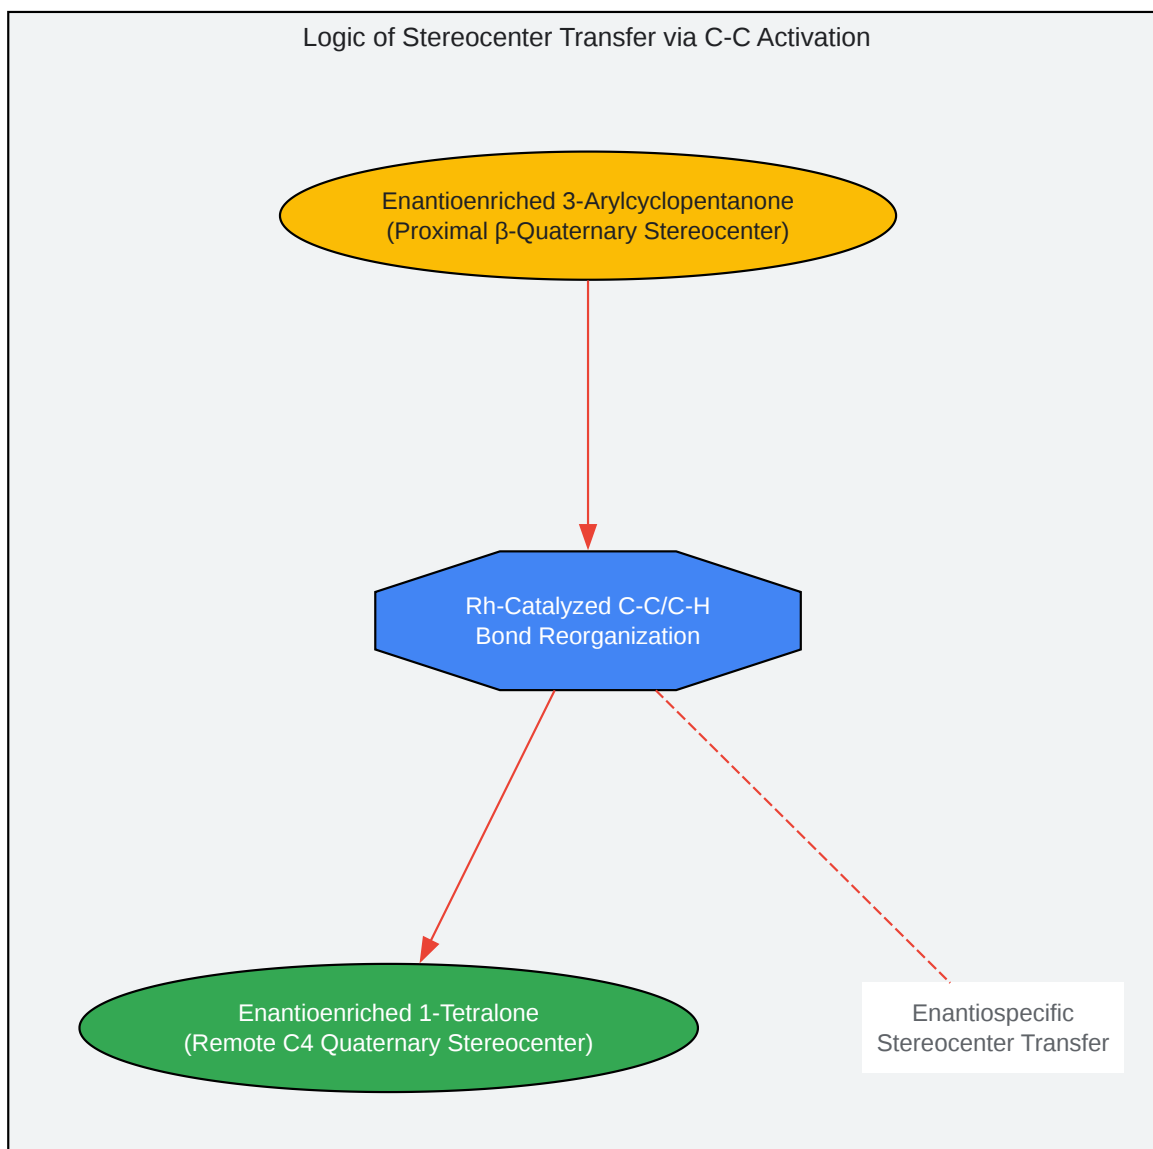 Logic of Stereocenter Transfer via C-C Activation
Enantioenriched 3-Arylcyclopentanone
(Proximal β-Quaternary Stereocenter)
Rh-Catalyzed C-C/C-H
Bond Reorganization
Enantioenriched 1-Tetralone
(Remote C4 Quaternary Stereocenter)
Enantiospecific
Stereocenter Transfer